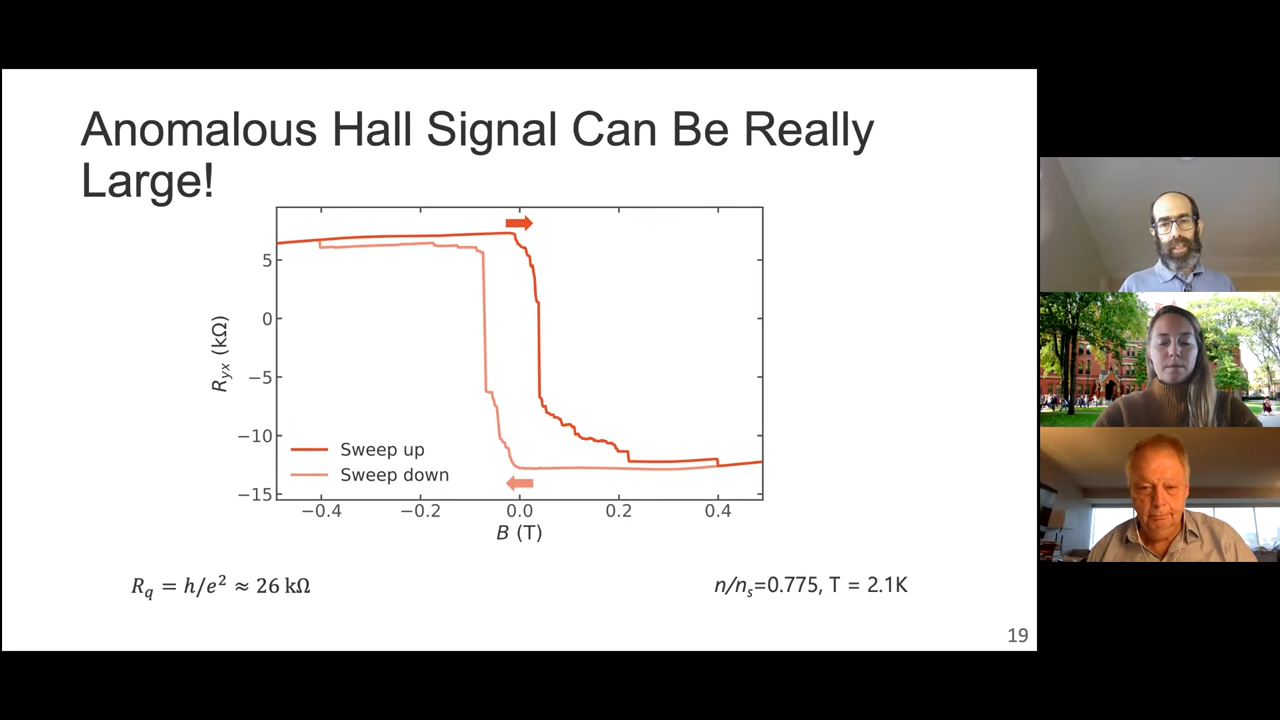 Anomalous Hall Signal Can Be Really
Large!
5
0
−5
−10
−15
R_yx (kΩ)
Sweep up
Sweep down
−0.4 −0.2 0.0 0.2 0.4
B (T)
R_q = h/e² ≈ 26 kΩ
n/n_s=0.775, T = 2.1K
19